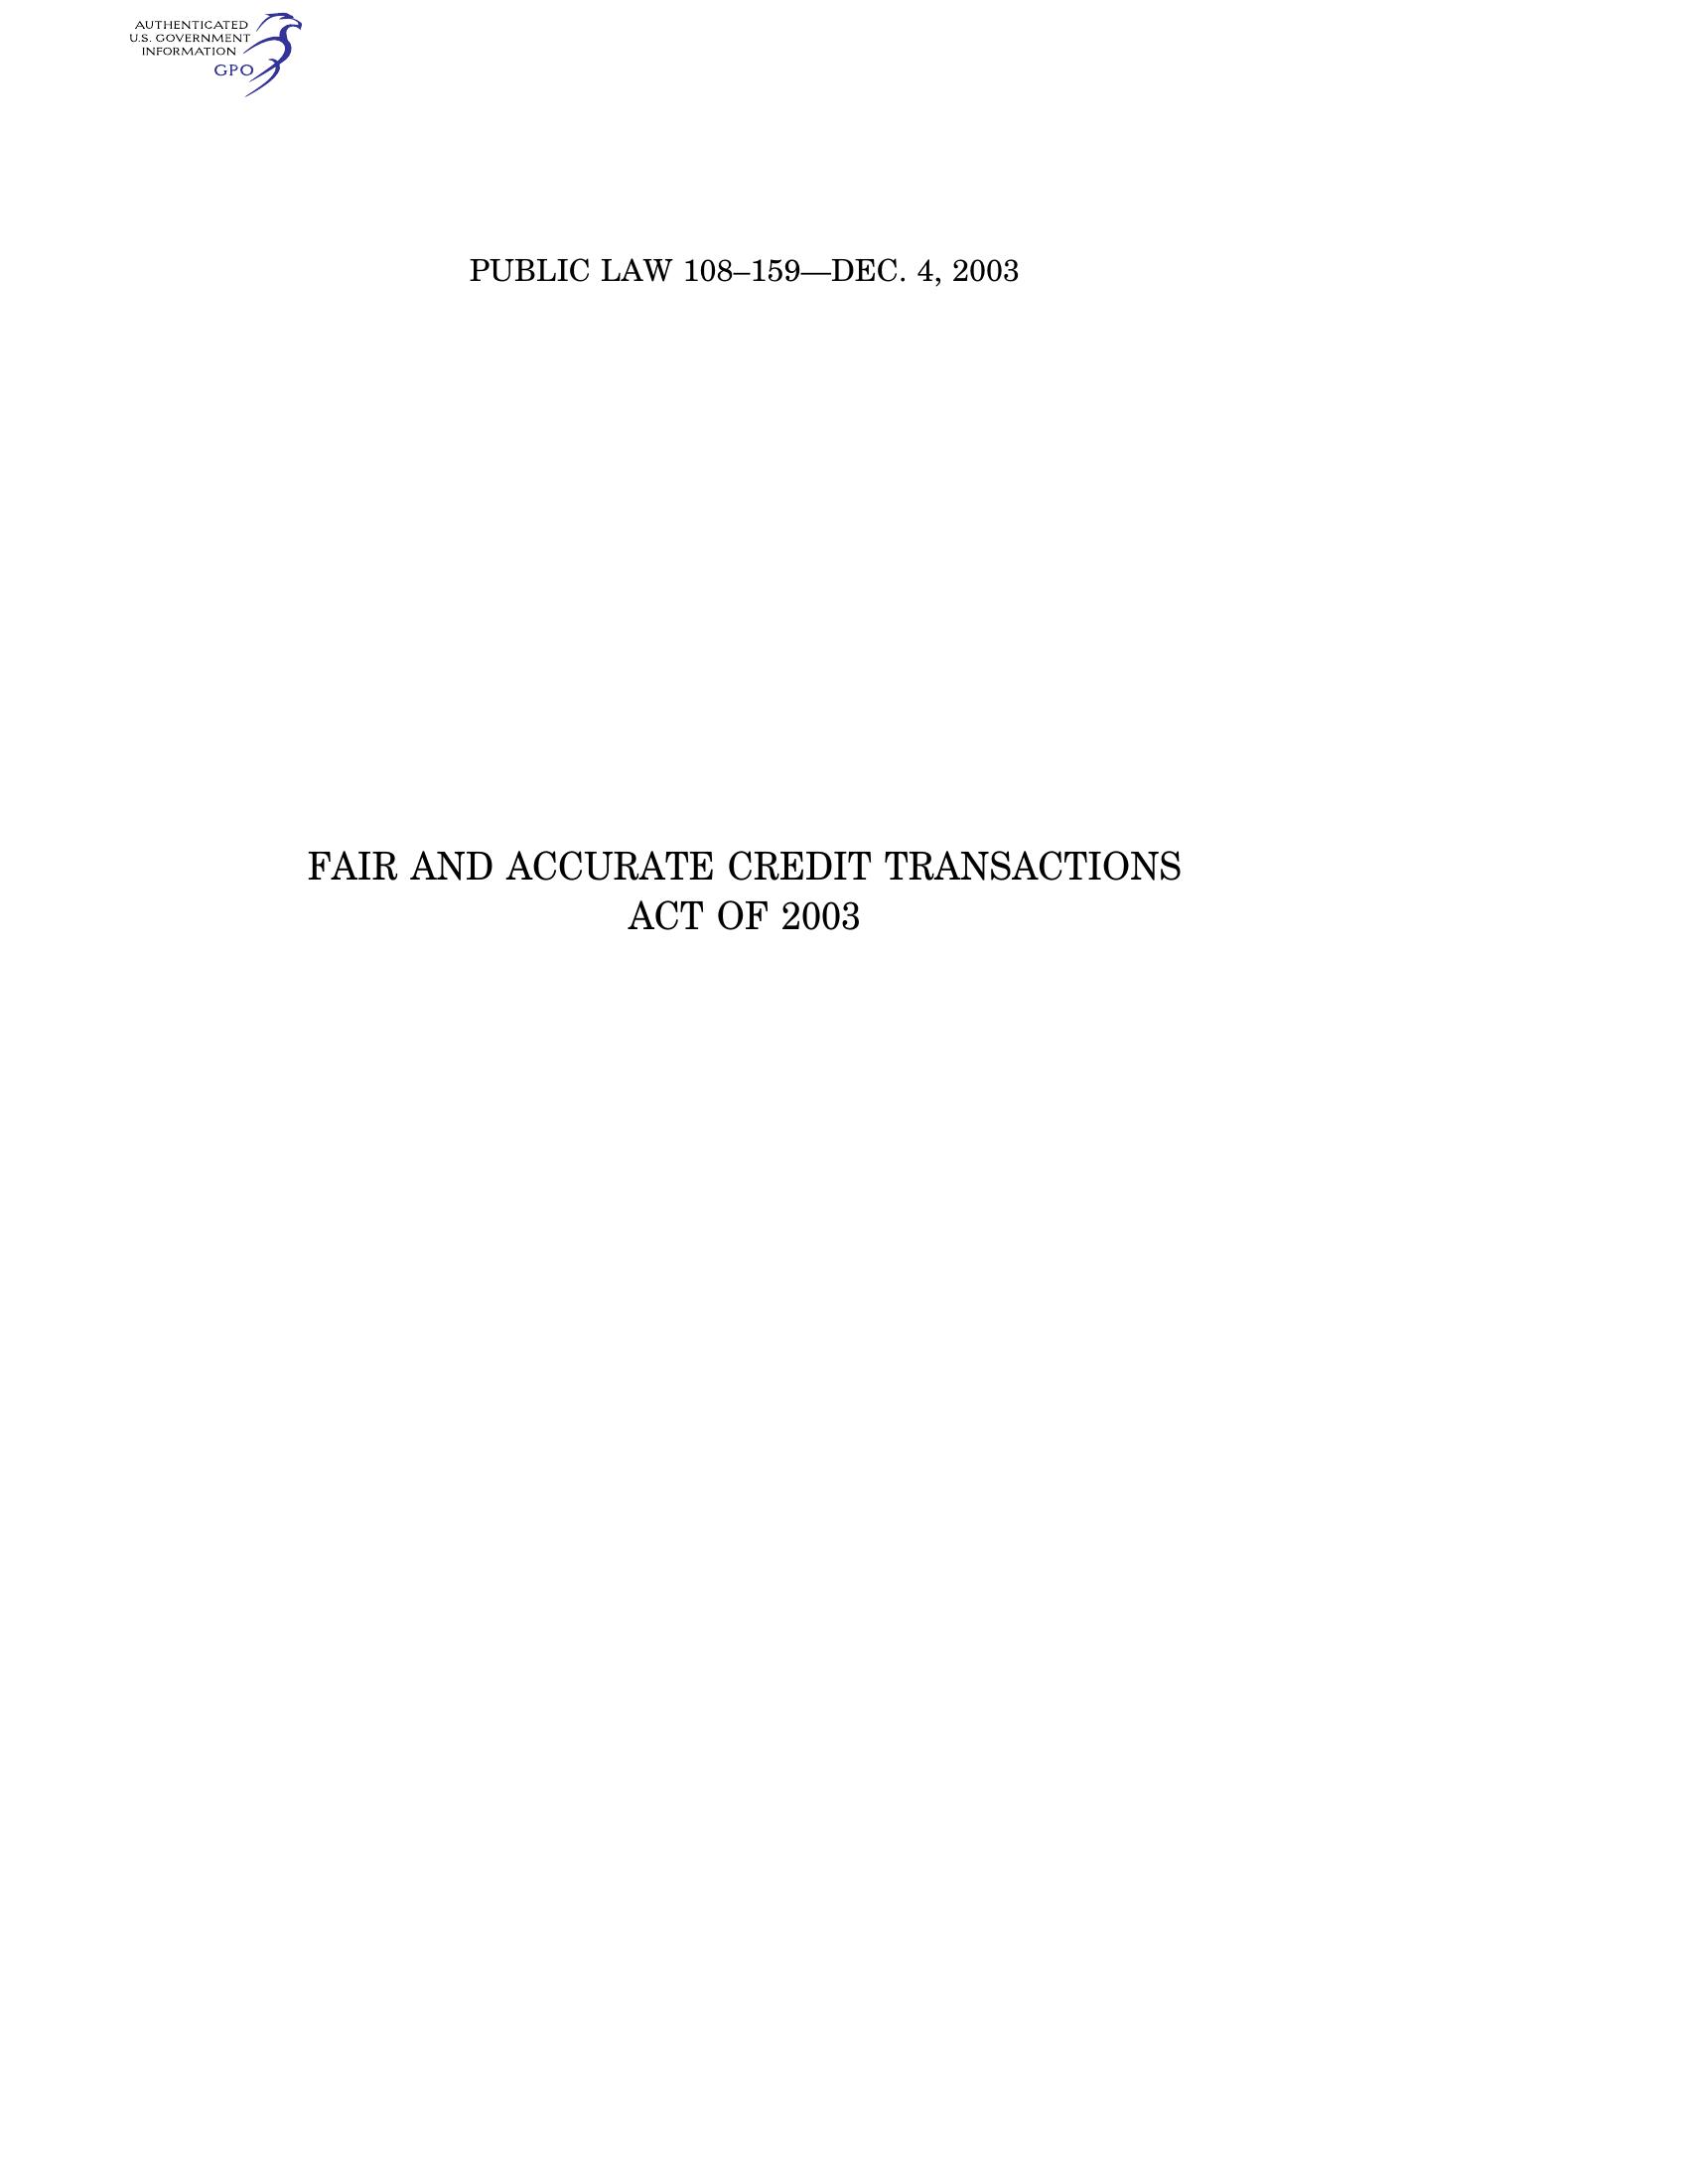 AUTHENTICATED
U.S. GOVERNMENT
INFORMATION
GPO
PUBLIC LAW 108–159—DEC. 4, 2003
FAIR AND ACCURATE CREDIT TRANSACTIONS
ACT OF 2003